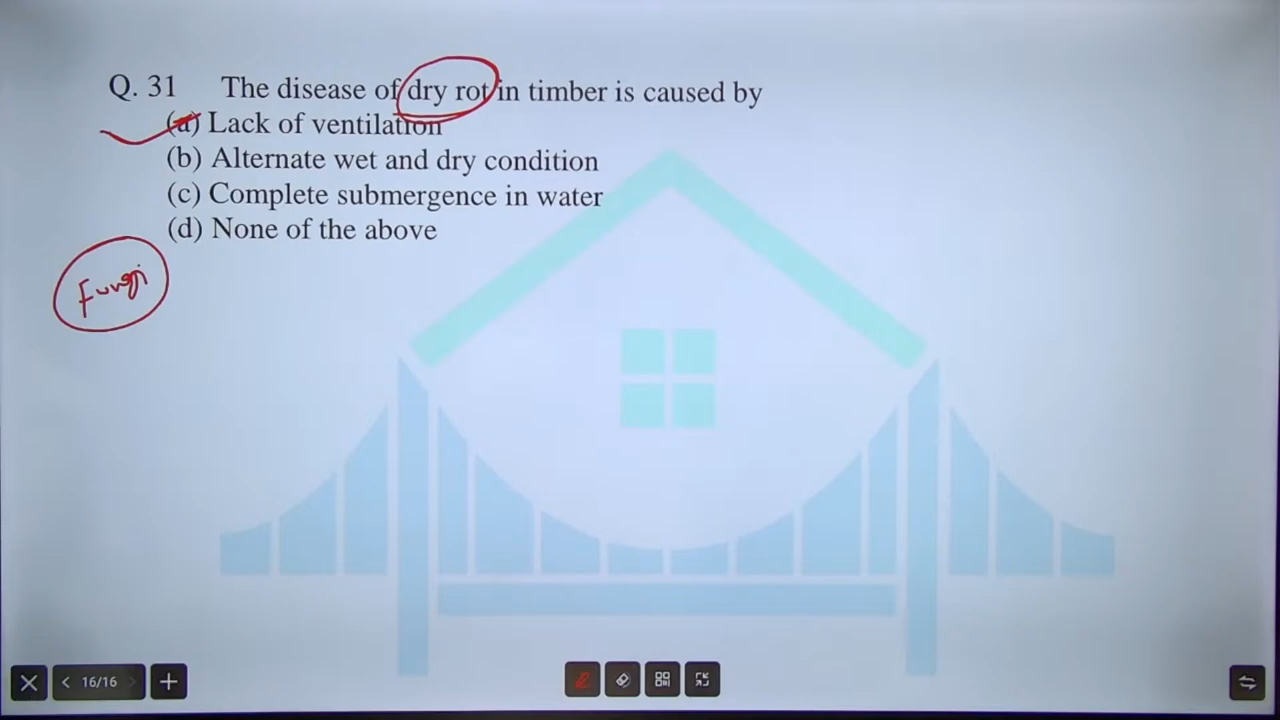 Q. 31 The disease of dry rot in timber is caused by
(a) Lack of ventilation
(b) Alternate wet and dry condition
(c) Complete submergence in water
(d) None of the above
Fungi
16/16